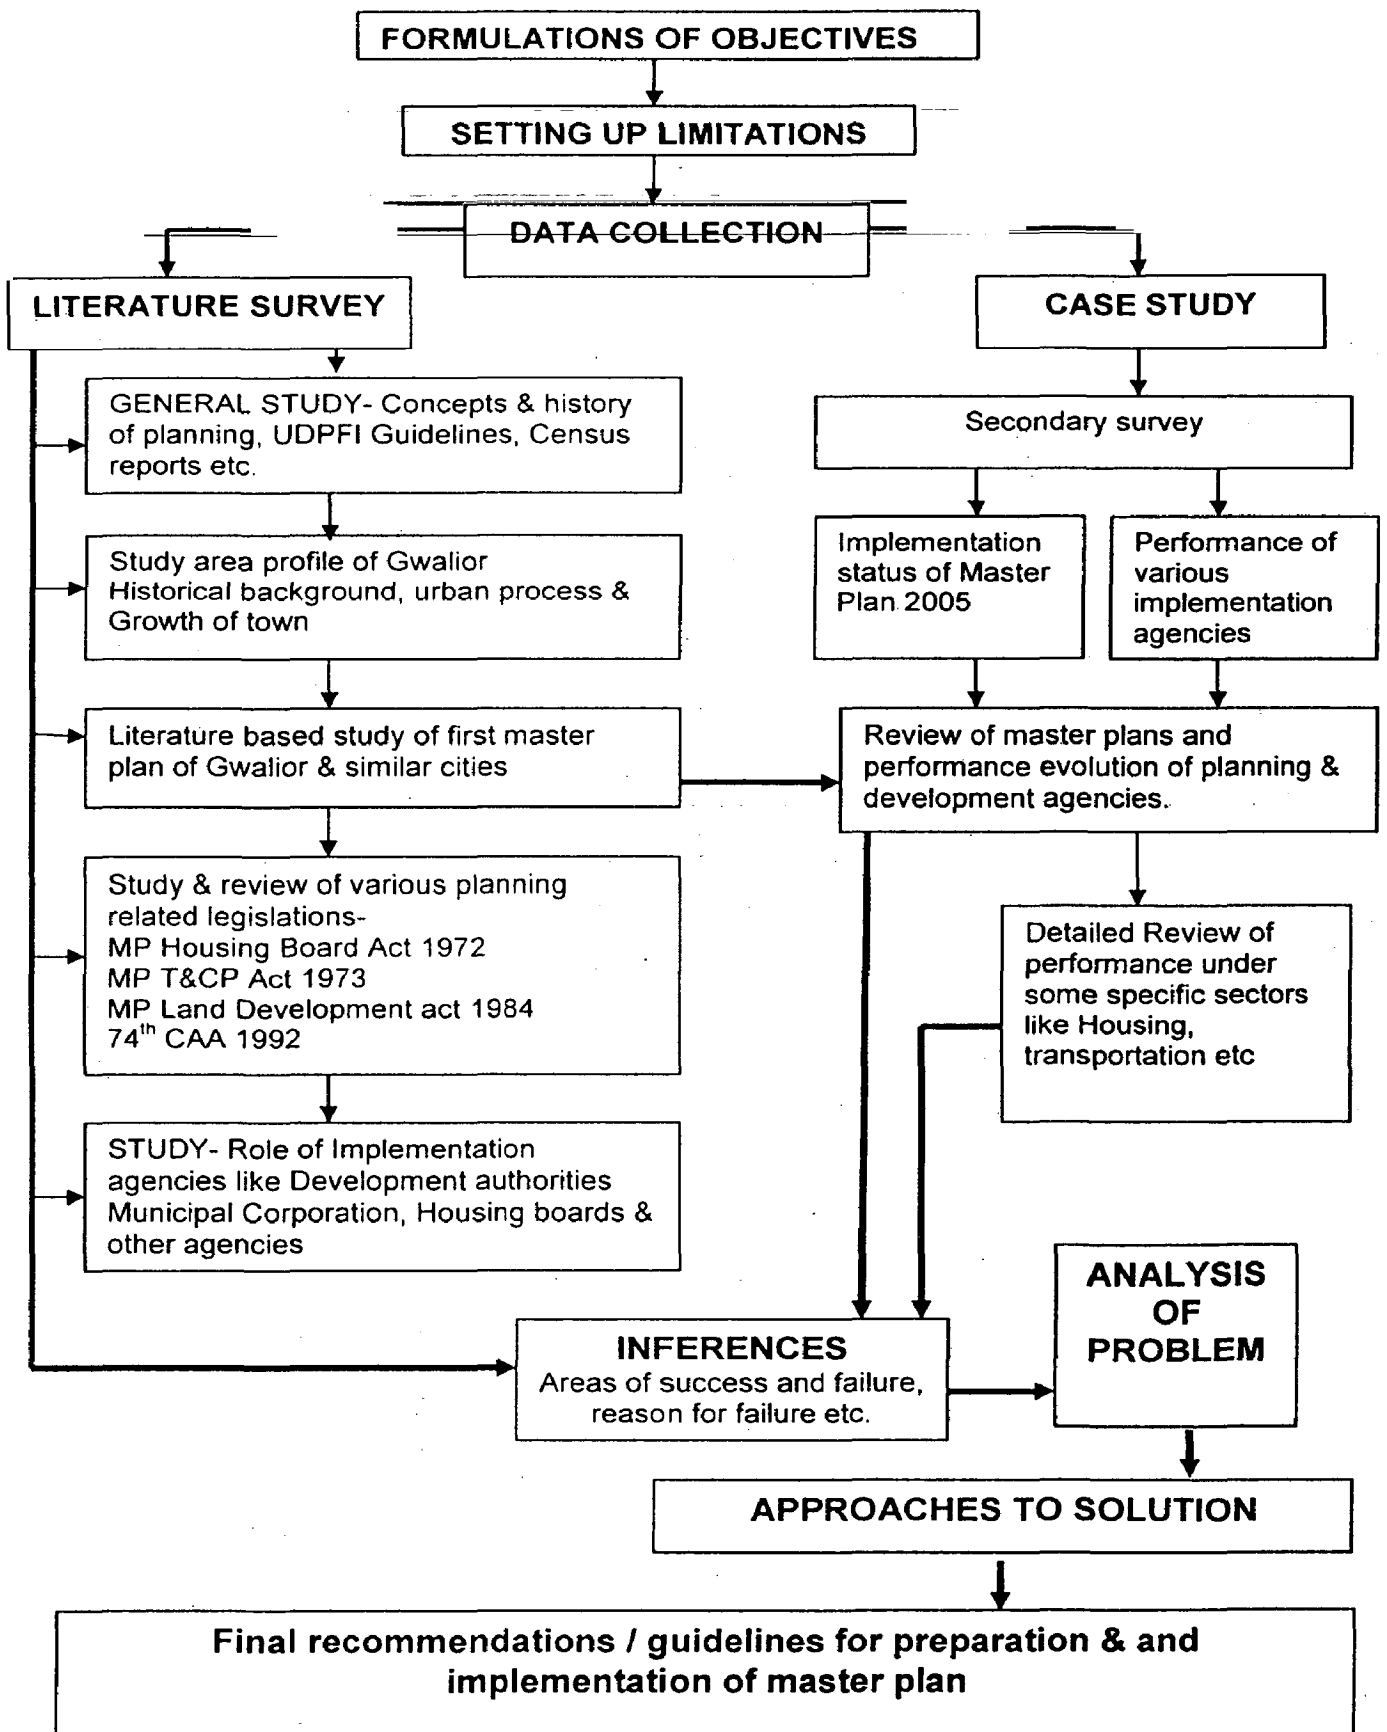 FORMULATIONS OF OBJECTIVES
SETTING UP LIMITATIONS
DATA COLLECTION
LITERATURE SURVEY
GENERAL STUDY- Concepts & history
of planning, UDPFI Guidelines, Census
reports etc.
Study area profile of Gwalior
Historical background, urban process &
Growth of town
Literature based study of first master
plan of Gwalior & similar cities
Study & review of various planning
related legislations-
MP Housing Board Act 1972
MP T&CP Act 1973
MP Land Development act 1984
74th CAA 1992
STUDY- Role of Implementation
agencies like Development authorities
Municipal Corporation, Housing boards &
other agencies
CASE STUDY
Secondary survey
Implementation
status of Master
Plan 2005
Performance of
various
implementation
agencies
Review of master plans and
performance evolution of planning &
development agencies.
Detailed Review of
performance under
some specific sectors
like Housing,
transportation etc
INFERENCES
Areas of success and failure,
reason for failure etc.
ANALYSIS
OF
PROBLEM
APPROACHES TO SOLUTION
Final recommendations / guidelines for preparation & and
implementation of master plan